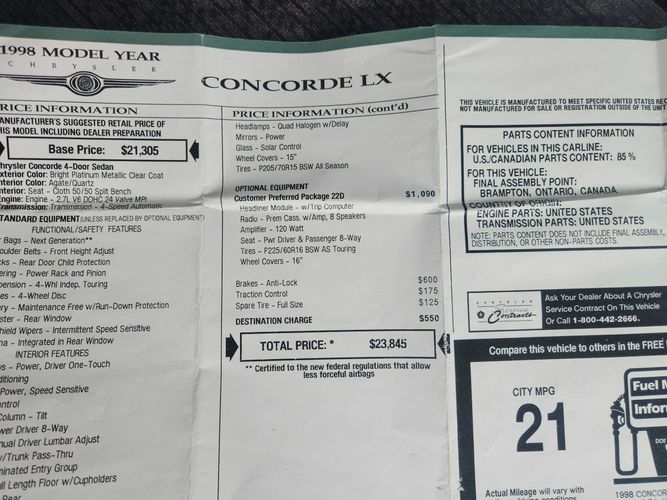 1998 MODEL YEAR
CHRYSLER
CONCORDE LX
PRICE INFORMATION
MANUFACTURER'S SUGGESTED RETAIL PRICE OF
THIS MODEL INCLUDING DEALER PREPARATION
Base Price: $21,305
Chrysler Concorde 4-Door Sedan
Exterior Color: Bright Platinum Metallic Clear Coat
Interior Color: Agate/Quartz
Interior: Seat - Cloth 50/50 Split Bench
Engine: Engine - 2.7L V6 DOHC 24 Valve MPI
Transmission: Transmission - 4-Speed Automatic
STANDARD EQUIPMENT (UNLESS REPLACED BY OPTIONAL EQUIPMENT)
FUNCTIONAL/SAFETY FEATURES
Bags - Next Generation**
Shoulder Belts - Front Height Adjust
Locks - Rear Door Child Protection
Steering - Power Rack and Pinion
Suspension - 4-Whl Indep. Touring
Brakes - 4-Wheel Disc
Battery - Maintenance Free w/Run-Down Protection
Defroster - Rear Window
Windshield Wipers - Intermittent Speed Sensitive
Antenna - Integrated in Rear Window
INTERIOR FEATURES
Windows - Power, Driver One-Touch
Conditioning
- Power, Speed Sensitive
Control
Column - Tilt
Power Driver 8-Way
Manual Driver Lumbar Adjust
w/Trunk Pass-Thru
Illuminated Entry Group
Full Length Floor w/Cupholders
Rear
PRICE INFORMATION (cont'd)
Headlamps - Quad Halogen w/Delay
Mirrors - Power
Glass - Solar Control
Wheel Covers - 15"
Tires - P205/70R15 BSW All Season
OPTIONAL EQUIPMENT
Customer Preferred Package 22D $1,090
Headliner Module - w/Trip Computer
Radio - Prem Cass. w/Amp, 8 Speakers
Amplifier - 120 Watt
Seat - Pwr Driver & Passenger 8-Way
Tires - P225/60R16 BSW AS Touring
Wheel Covers - 16"
Brakes - Anti-Lock $600
Traction Control $175
Spare Tire - Full Size $125
DESTINATION CHARGE $550
TOTAL PRICE: * $23,845
** Certified to the new federal regulations that allow
less forceful airbags
THIS VEHICLE IS MANUFACTURED TO MEET SPECIFIC UNITED STATES
NOT MANUFACTURED FOR SALE OR REGISTRATION OUTSIDE OF THE
PARTS CONTENT INFORMATION
FOR VEHICLES IN THIS CARLINE:
U.S./CANADIAN PARTS CONTENT: 85 %
FOR THIS VEHICLE:
FINAL ASSEMBLY POINT:
BRAMPTON, ONTARIO, CANADA
COUNTRY OF ORIGIN:
ENGINE PARTS: UNITED STATES
TRANSMISSION PARTS: UNITED STATES
NOTE: PARTS CONTENT DOES NOT INCLUDE FINAL ASSEMBLY,
DISTRIBUTION, OR OTHER NON-PARTS COSTS.
CHRYSLER
Service
Contracts
Ask Your Dealer About A Chrysler
Service Contract On This Vehicle
Or Call 1-800-442-2666.
Compare this vehicle to others in the FREE
CITY MPG
21
Fuel
Infor
DOE
Actual Mileage will vary with
1998 CONCOR